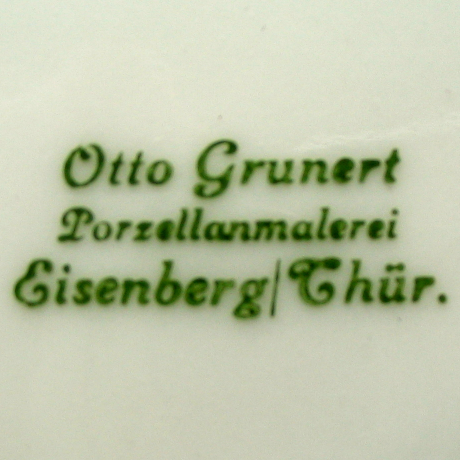 Otto Grunert
Porzellanmalerei
Eisenberg/Thür.